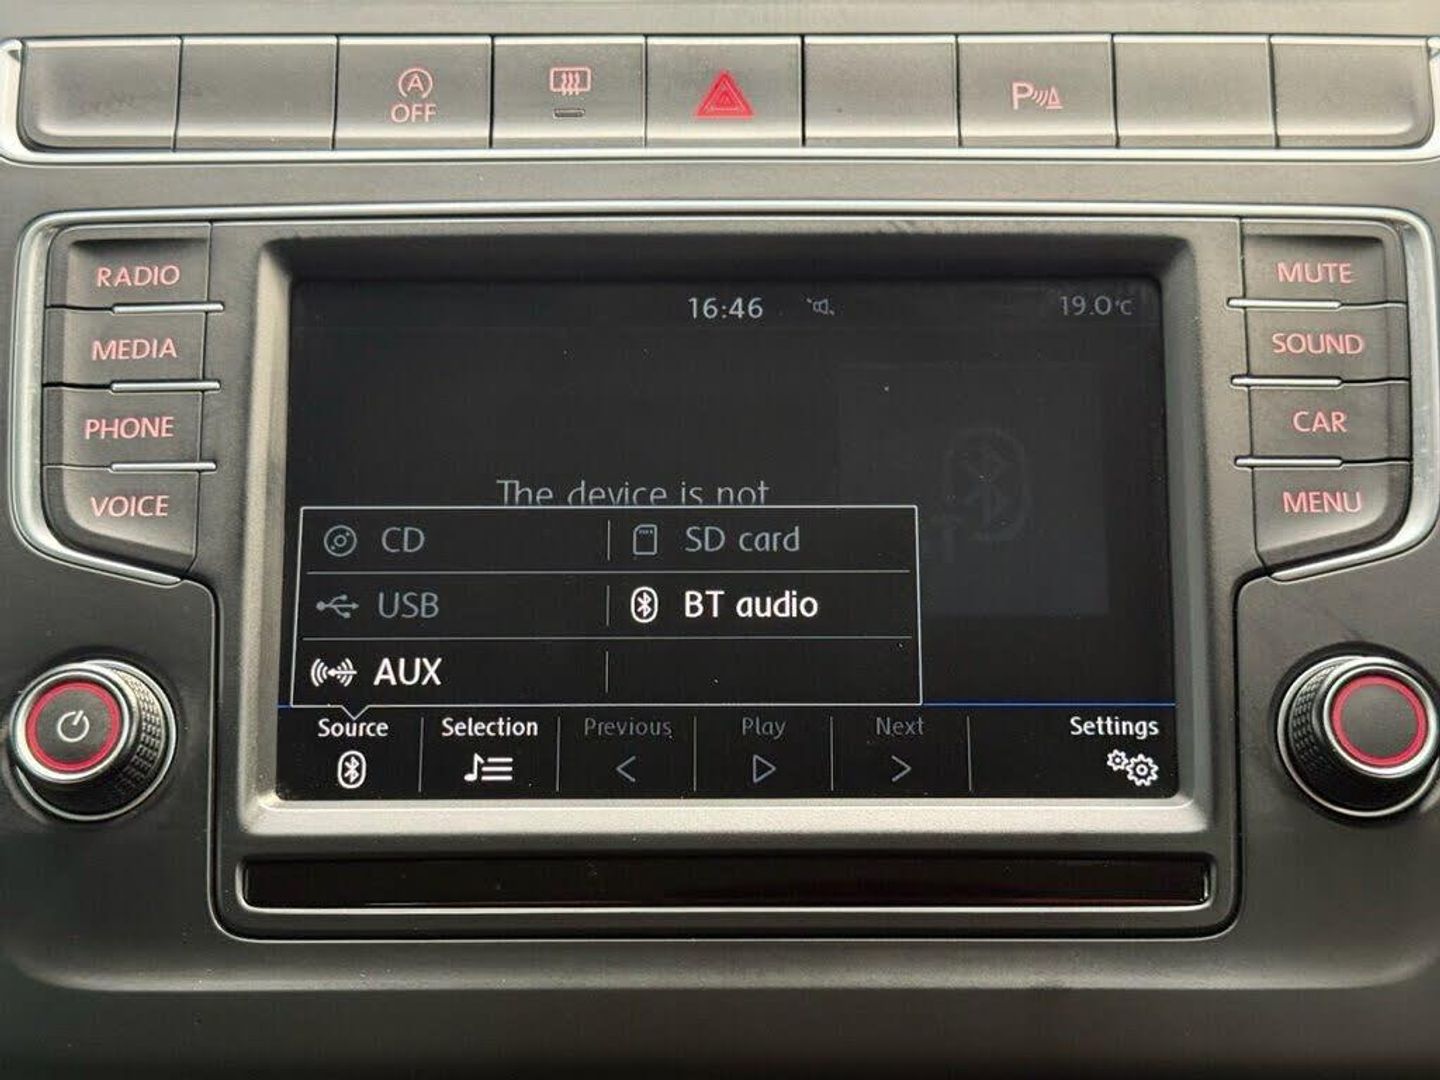 A
OFF
P
RADIO
MEDIA
PHONE
VOICE
16:46
19.0°C
The device is not
CD
SD card
USB
BT audio
AUX
Source
Selection
Previous
Play
Next
Settings
MUTE
SOUND
CAR
MENU